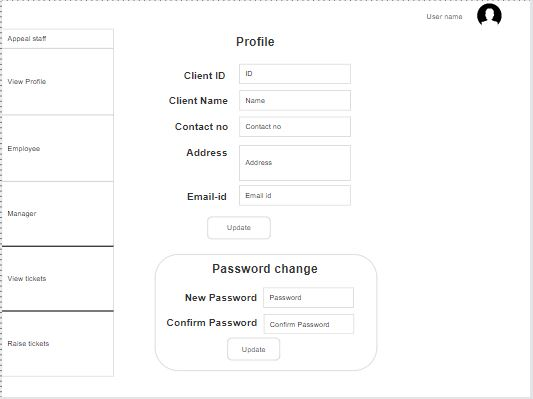 User name
Appeal staff
View Profile
Employee
Manager
View tickets
Raise tickets
Profile
Client ID ID
Client Name Name
Contact no Contact no
Address Address
Email-id Email id
Update
Password change
New Password Password
Confirm Password Confirm Password
Update